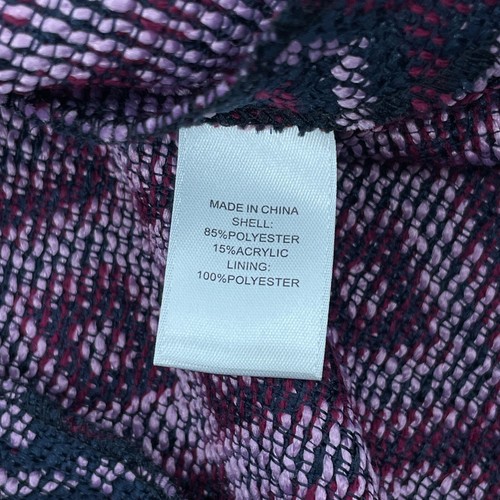 MADE IN CHINA
SHELL:
85%POLYESTER
15%ACRYLIC
LINING:
100%POLYESTER